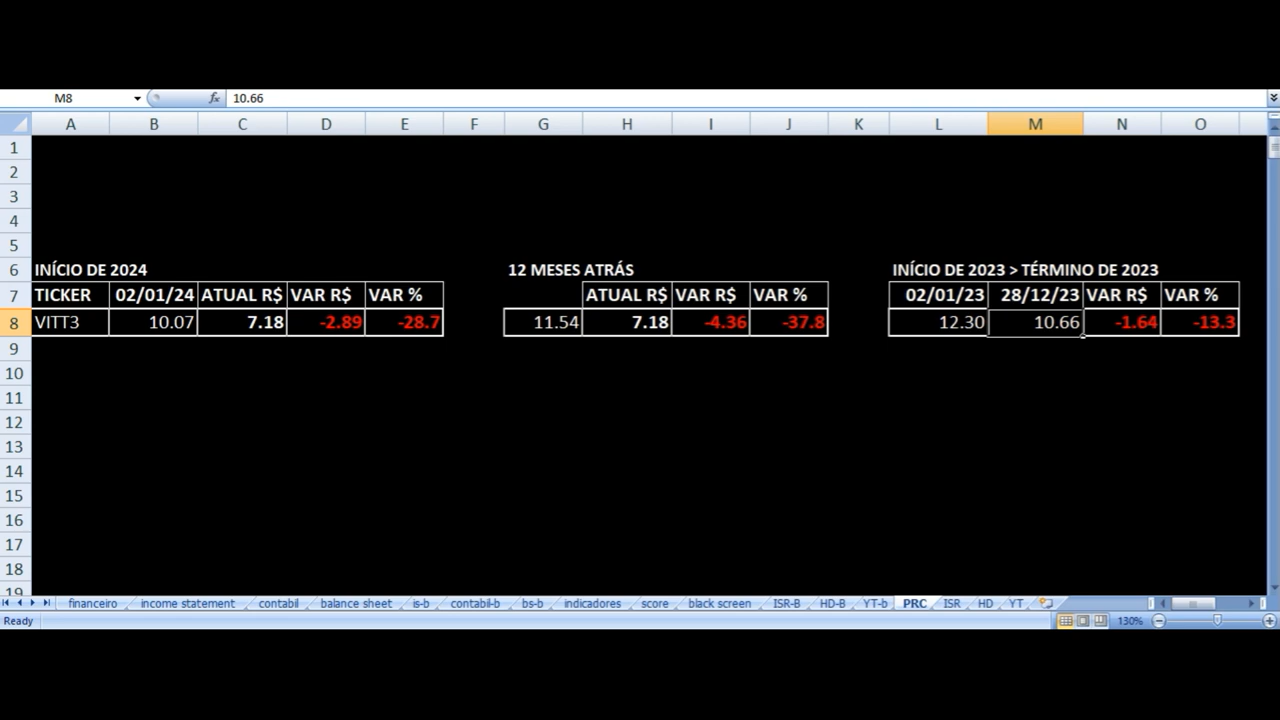 M8 fx 10.66
A B C D E F G H I J K L M N O
1
2
3
4
5
6 INÍCIO DE 2024 12 MESES ATRÁS INÍCIO DE 2023 > TÉRMINO DE 2023
7 TICKER 02/01/24 ATUAL R$ VAR R$ VAR % ATUAL R$ VAR R$ VAR % 02/01/23 28/12/23 VAR R$ VAR %
8 VITT3 10.07 7.18 -2.89 -28.7 11.54 7.18 -4.36 -37.8 12.30 10.66 -1.64 -13.3
9
10
11
12
13
14
15
16
17
18
19
financeiro income statement contabil balance sheet is-b contabil-b bs-b indicadores score black screen ISR-B HD-B YT-b PRC ISR HD YT
Ready 130%